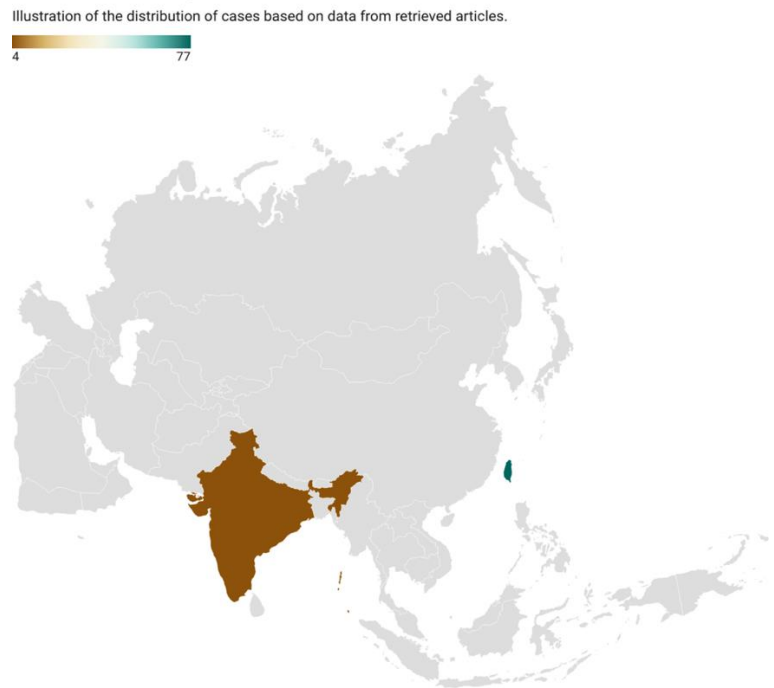 Illustration of the distribution of cases based on data from retrieved articles.
4 77